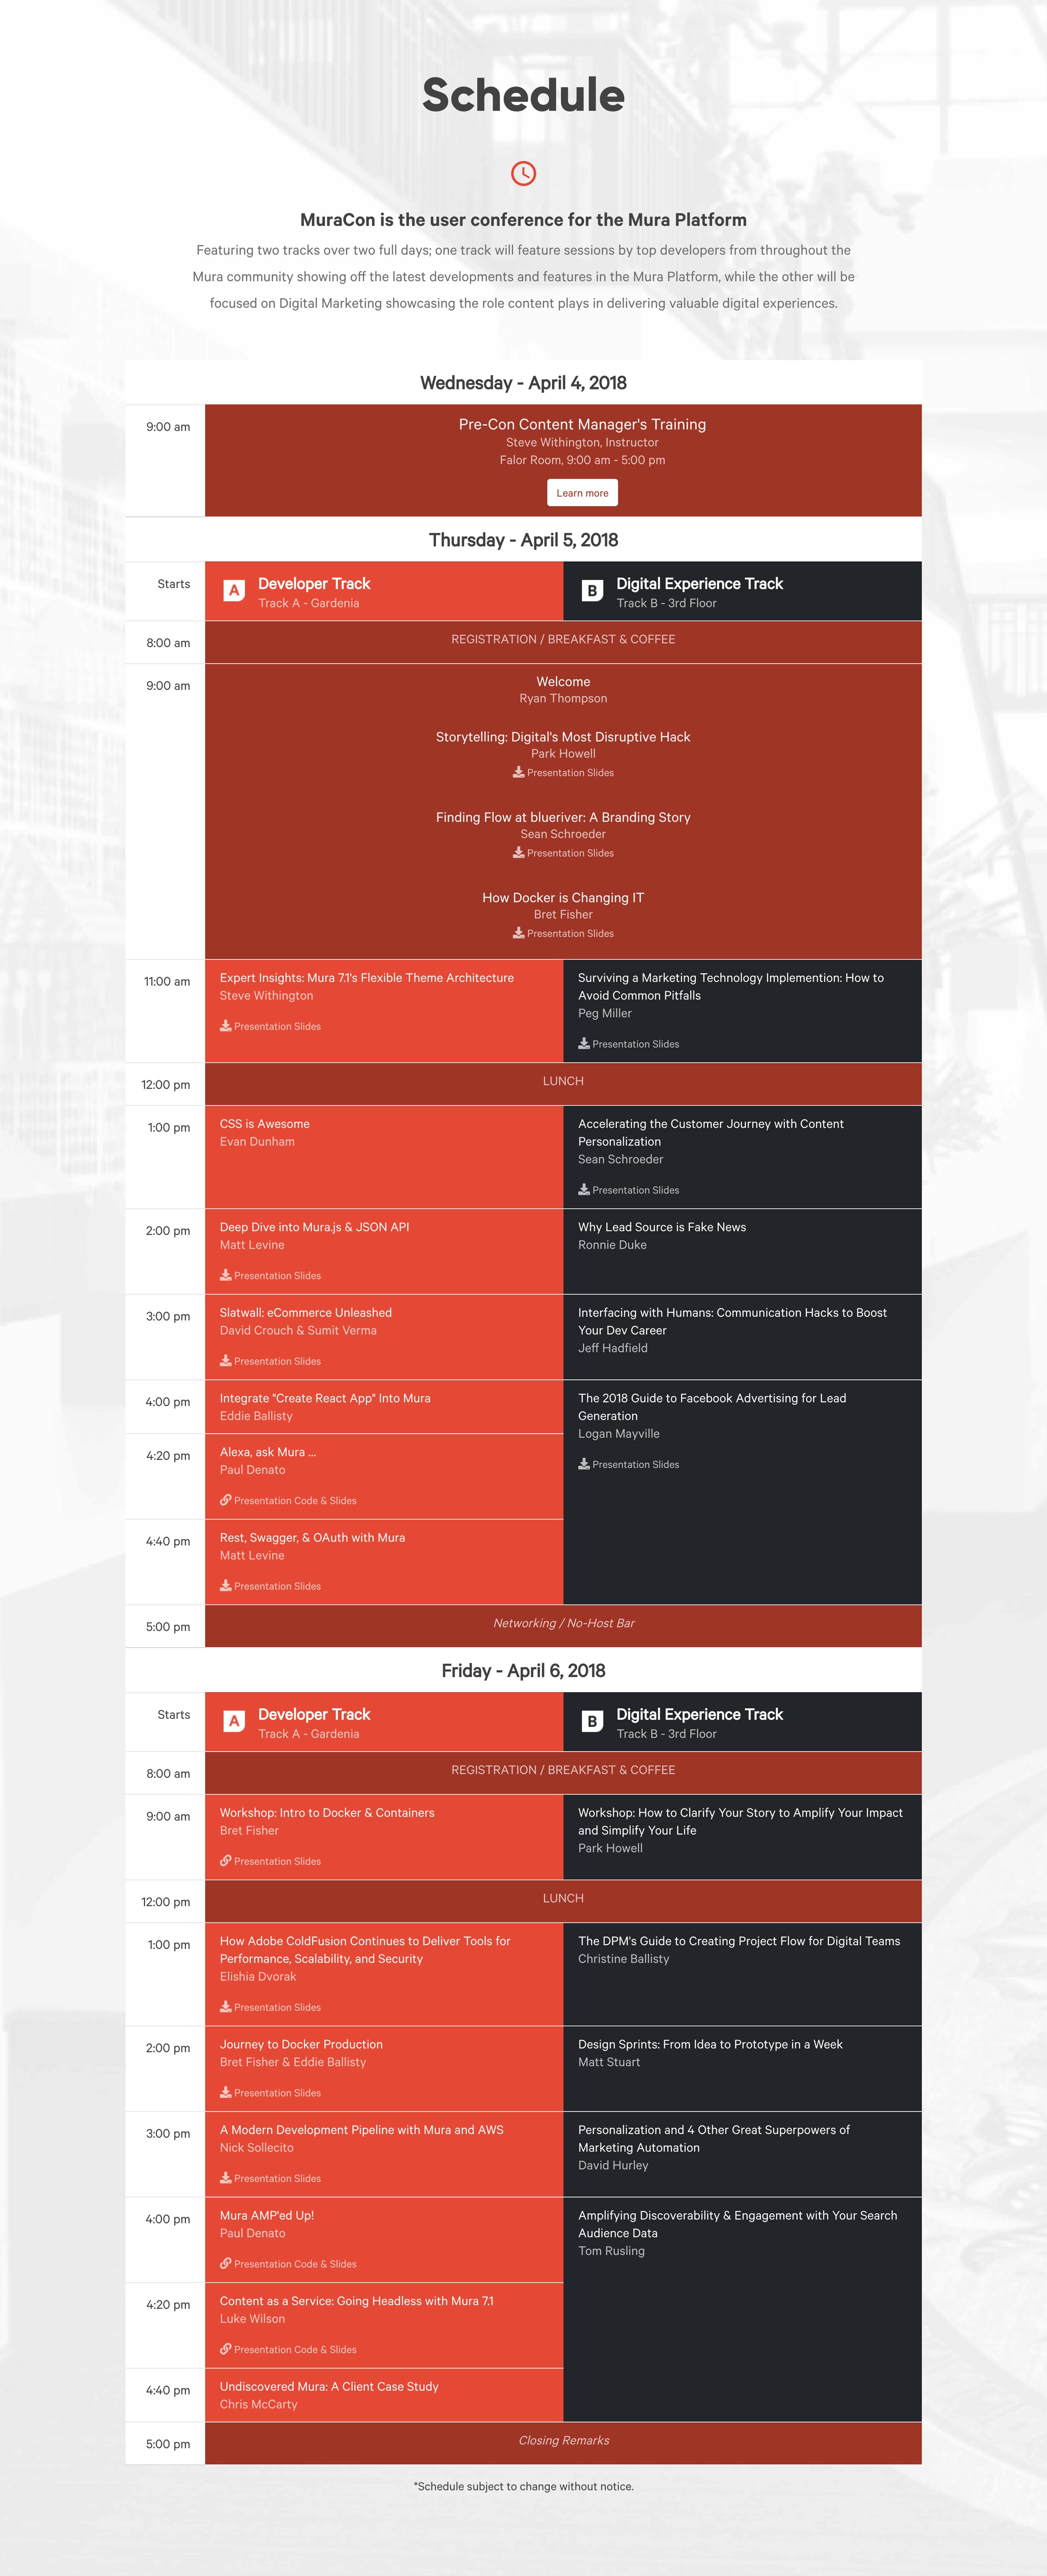 Schedule
MuraCon is the user conference for the Mura Platform
Featuring two tracks over two full days; one track will feature sessions by top developers from throughout the
Mura community showing off the latest developments and features in the Mura Platform, while the other will be
focused on Digital Marketing showcasing the role content plays in delivering valuable digital experiences.
Wednesday - April 4, 2018
9:00 am
Pre-Con Content Manager's Training
Steve Withington, Instructor
Falor Room, 9:00 am - 5:00 pm
Learn more
Thursday - April 5, 2018
Starts
A
Developer Track
Track A - Gardenia
B
Digital Experience Track
Track B - 3rd Floor
8:00 am
REGISTRATION / BREAKFAST & COFFEE
9:00 am
Welcome
Ryan Thompson
Storytelling: Digital's Most Disruptive Hack
Park Howell
Presentation Slides
Finding Flow at blueriver: A Branding Story
Sean Schroeder
Presentation Slides
How Docker is Changing IT
Bret Fisher
Presentation Slides
11:00 am
Expert Insights: Mura 7.1's Flexible Theme Architecture
Steve Withington
Presentation Slides
Surviving a Marketing Technology Implemention: How to
Avoid Common Pitfalls
Peg Miller
Presentation Slides
12:00 pm
LUNCH
1:00 pm
CSS is Awesome
Evan Dunham
Accelerating the Customer Journey with Content
Personalization
Sean Schroeder
Presentation Slides
2:00 pm
Deep Dive into Mura.js & JSON API
Matt Levine
Presentation Slides
Why Lead Source is Fake News
Ronnie Duke
3:00 pm
Slatwall: eCommerce Unleashed
David Crouch & Sumit Verma
Presentation Slides
Interfacing with Humans: Communication Hacks to Boost
Your Dev Career
Jeff Hadfield
4:00 pm
Integrate "Create React App" Into Mura
Eddie Ballisty
The 2018 Guide to Facebook Advertising for Lead
Generation
Logan Mayville
Presentation Slides
4:20 pm
Alexa, ask Mura ...
Paul Denato
Presentation Code & Slides
4:40 pm
Rest, Swagger, & OAuth with Mura
Matt Levine
Presentation Slides
5:00 pm
Networking / No-Host Bar
Friday - April 6, 2018
Starts
A
Developer Track
Track A - Gardenia
B
Digital Experience Track
Track B - 3rd Floor
8:00 am
REGISTRATION / BREAKFAST & COFFEE
9:00 am
Workshop: Intro to Docker & Containers
Bret Fisher
Presentation Slides
Workshop: How to Clarify Your Story to Amplify Your Impact
and Simplify Your Life
Park Howell
12:00 pm
LUNCH
1:00 pm
How Adobe ColdFusion Continues to Deliver Tools for
Performance, Scalability, and Security
Elishia Dvorak
Presentation Slides
The DPM's Guide to Creating Project Flow for Digital Teams
Christine Ballisty
2:00 pm
Journey to Docker Production
Bret Fisher & Eddie Ballisty
Presentation Slides
Design Sprints: From Idea to Prototype in a Week
Matt Stuart
3:00 pm
A Modern Development Pipeline with Mura and AWS
Nick Sollecito
Presentation Slides
Personalization and 4 Other Great Superpowers of
Marketing Automation
David Hurley
4:00 pm
Mura AMP'ed Up!
Paul Denato
Presentation Code & Slides
Amplifying Discoverability & Engagement with Your Search
Audience Data
Tom Rusling
4:20 pm
Content as a Service: Going Headless with Mura 7.1
Luke Wilson
Presentation Code & Slides
4:40 pm
Undiscovered Mura: A Client Case Study
Chris McCarty
5:00 pm
Closing Remarks
*Schedule subject to change without notice.